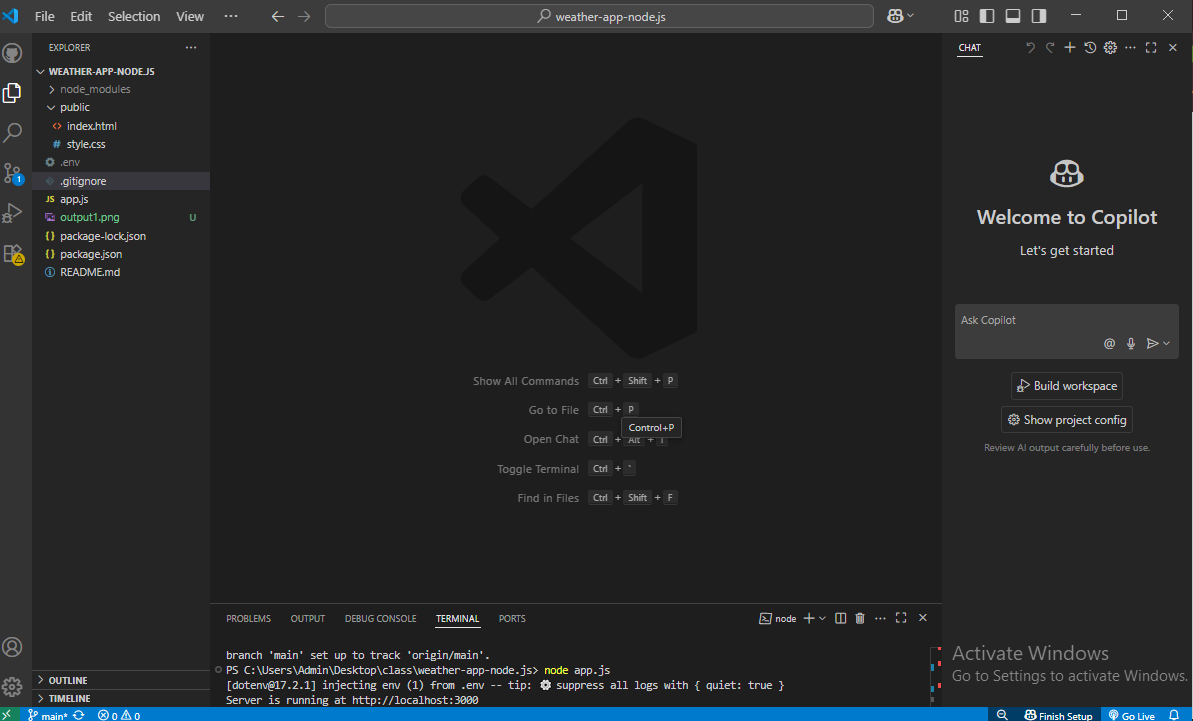 File Edit Selection View ··· weather-app-node.js
EXPLORER ···
WEATHER-APP-NODE.JS
node_modules
public
<> index.html
# style.css
.env
.gitignore
JS app.js
output1.png U
{} package-lock.json
{} package.json
README.md
1
OUTLINE
TIMELINE
Show All Commands Ctrl + Shift + P
Go to File Ctrl + P
Control+P
Open Chat Ctrl + Alt + I
Toggle Terminal Ctrl + `
Find in Files Ctrl + Shift + F
CHAT
Welcome to Copilot
Let's get started
Ask Copilot
@
Build workspace
Show project config
Review AI output carefully before use.
PROBLEMS OUTPUT DEBUG CONSOLE TERMINAL PORTS node
branch 'main' set up to track 'origin/main'.
PS C:\Users\Admin\Desktop\class\weather-app-node.js> node app.js
[dotenv@17.2.1] injecting env (1) from .env -- tip: ⚙ suppress all logs with { quiet: true }
Server is running at http://localhost:3000
Activate Windows
Go to Settings to activate Windows.
main* 0 0 Finish Setup Go Live